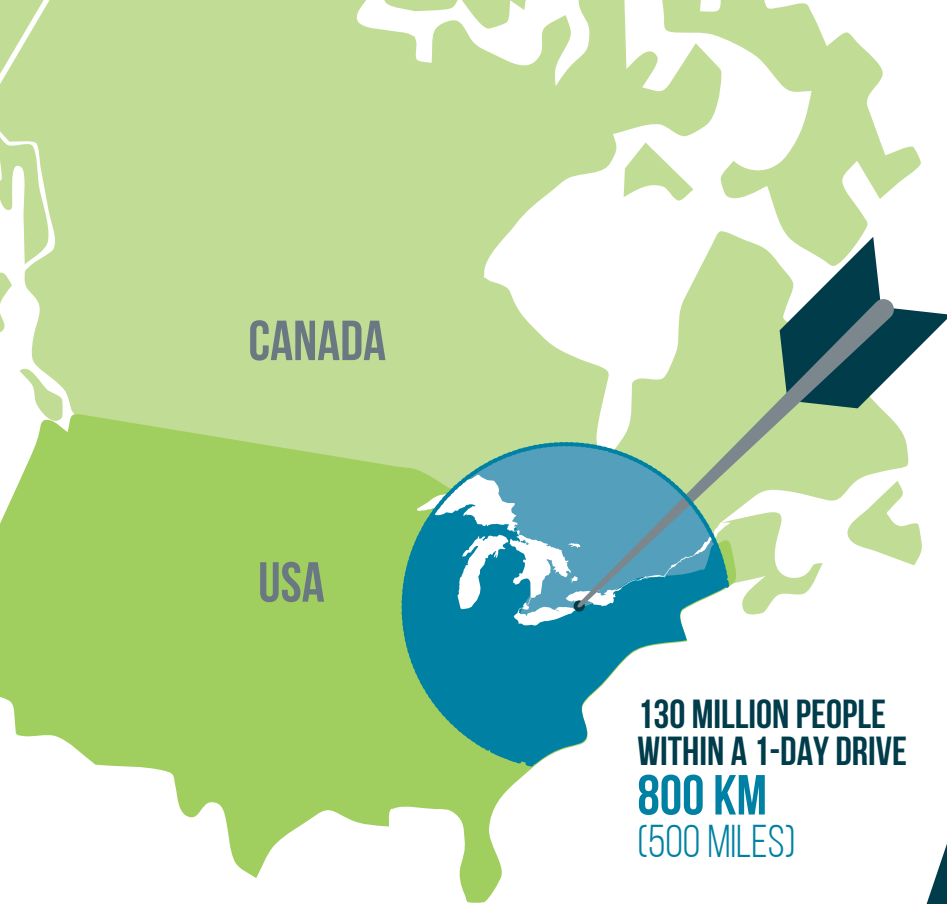 CANADA
USA
130 MILLION PEOPLE
WITHIN A 1-DAY DRIVE
800 KM
(500 MILES)